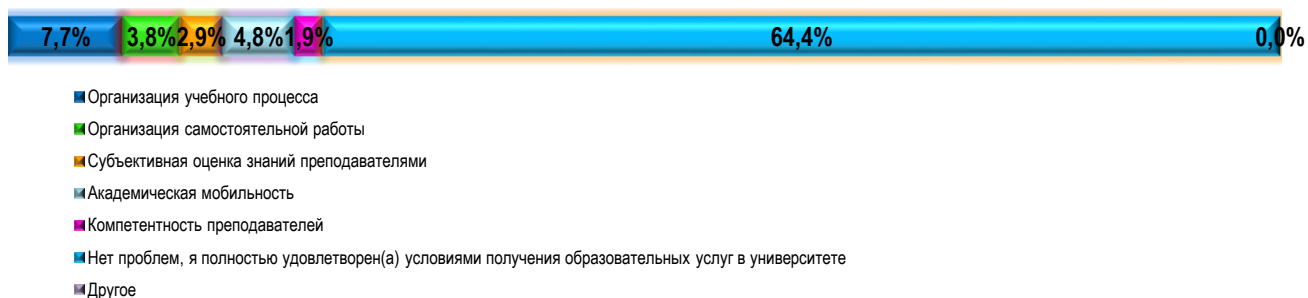 7,7% 3,8% 2,9% 4,8% 1,9% 64,4% 0,0%
Организация учебного процесса
Организация самостоятельной работы
Субъективная оценка знаний преподавателями
Академическая мобильность
Компетентность преподавателей
Нет проблем, я полностью удовлетворен(а) условиями получения образовательных услуг в университете
Другое